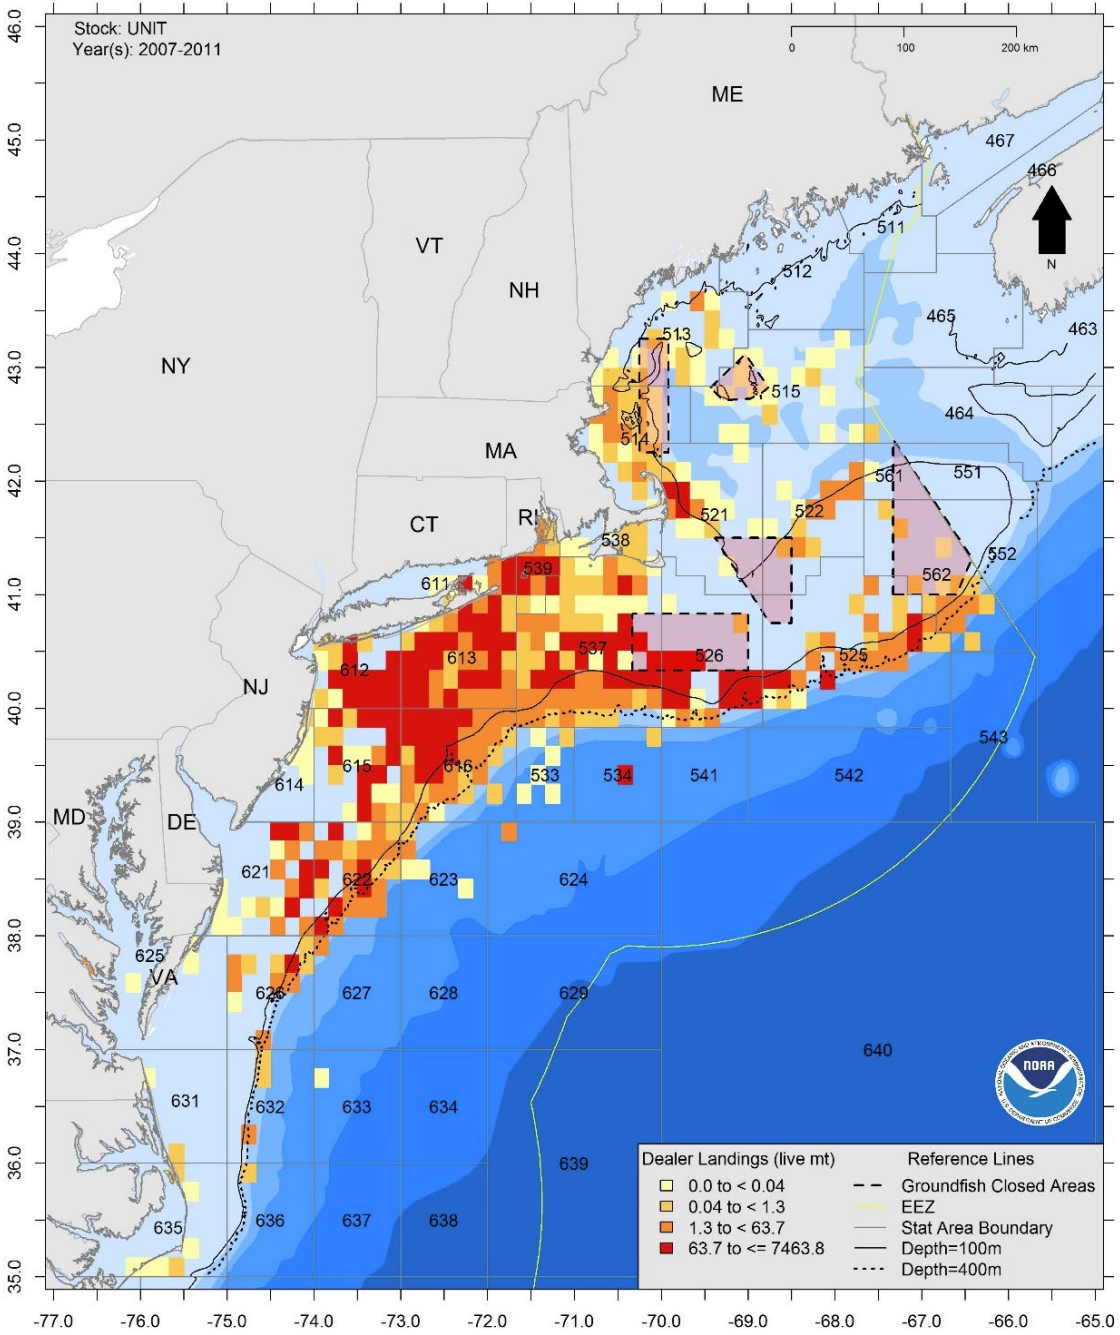 Stock: UNIT
Year(s): 2007-2011
0 100 200 km
46.0
45.0
44.0
43.0
42.0
41.0
40.0
39.0
38.0
37.0
36.0
35.0
ME
467
466
511
VT
N
512
NH
465
463
513
NY
515
464
514
MA
561
551
CT
RI
521
522
538
552
611
539
562
612
613
537
526
525
NJ
543
615
616
533
534
541
542
614
MD
DE
621
622
623
624
625
VA
626
627
628
629
640
NATIONAL OCEANIC AND ATMOSPHERIC ADMINISTRATION
NOAA
U.S. DEPARTMENT OF COMMERCE
631
632
633
634
639
635
636
637
638
Dealer Landings (live mt)
0.0 to < 0.04
0.04 to < 1.3
1.3 to < 63.7
63.7 to <= 7463.8
Reference Lines
Groundfish Closed Areas
EEZ
Stat Area Boundary
Depth=100m
Depth=400m
-77.0 -76.0 -75.0 -74.0 -73.0 -72.0 -71.0 -70.0 -69.0 -68.0 -67.0 -66.0 -65.0